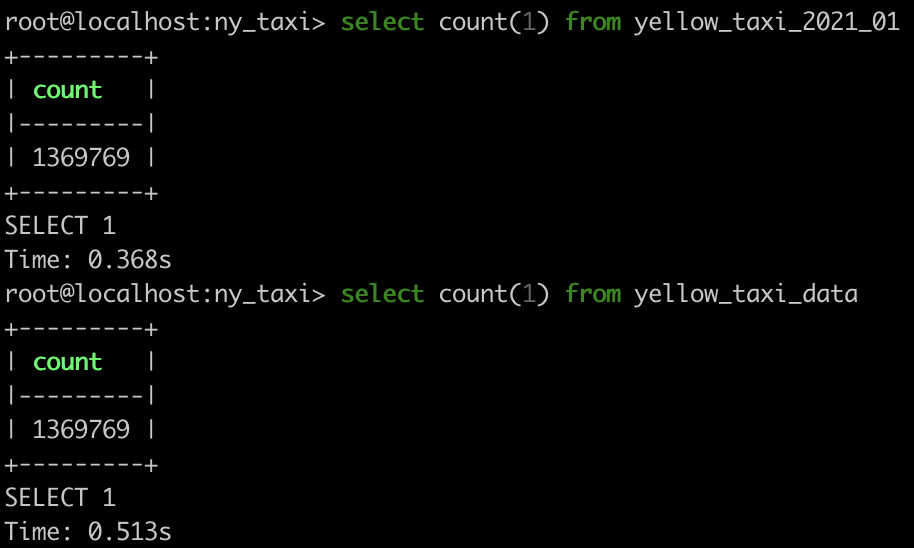 root@localhost:ny_taxi> select count(1) from yellow_taxi_2021_01
+---------+
| count   |
|---------|
| 1369769 |
+---------+
SELECT 1
Time: 0.368s
root@localhost:ny_taxi> select count(1) from yellow_taxi_data
+---------+
| count   |
|---------|
| 1369769 |
+---------+
SELECT 1
Time: 0.513s